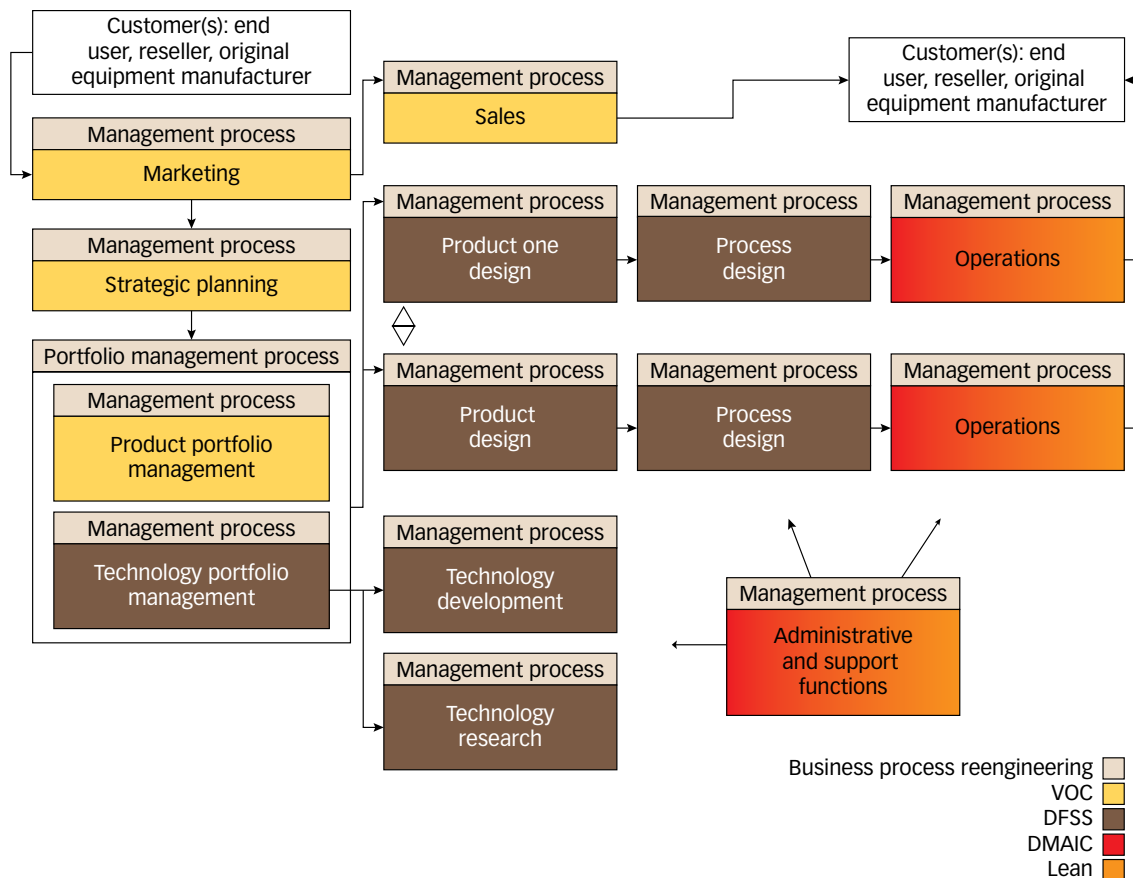 Customer(s): end
user, reseller, original
equipment manufacturer
Management process
Marketing
Management process
Strategic planning
Portfolio management process
Management process
Product portfolio
management
Management process
Technology portfolio
management
Management process
Sales
Customer(s): end
user, reseller, original
equipment manufacturer
Management process
Product one
design
Management process
Process
design
Management process
Operations
Management process
Product
design
Management process
Process
design
Management process
Operations
Management process
Technology
development
Management process
Technology
research
Management process
Administrative
and support
functions
Business process reengineering
VOC
DFSS
DMAIC
Lean